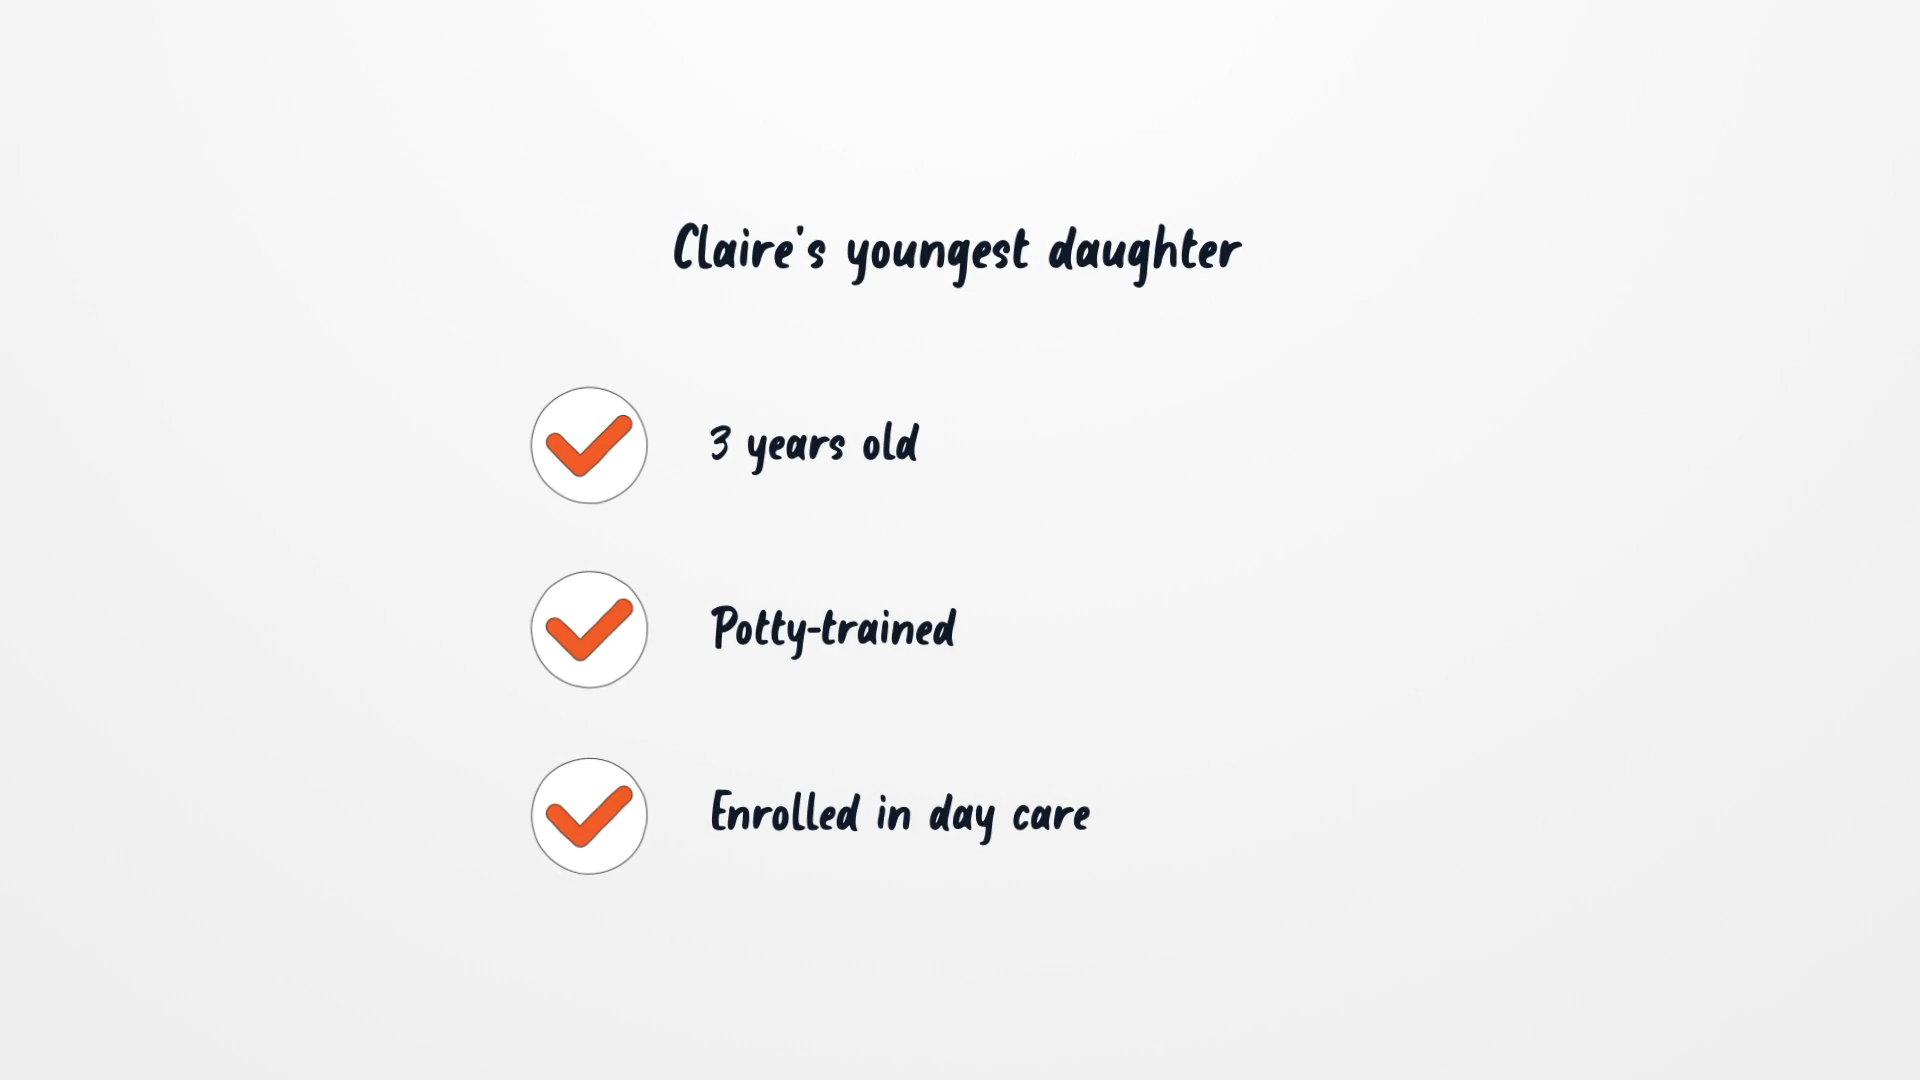 Claire's youngest daughter
3 years old
Potty-trained
Enrolled in day care